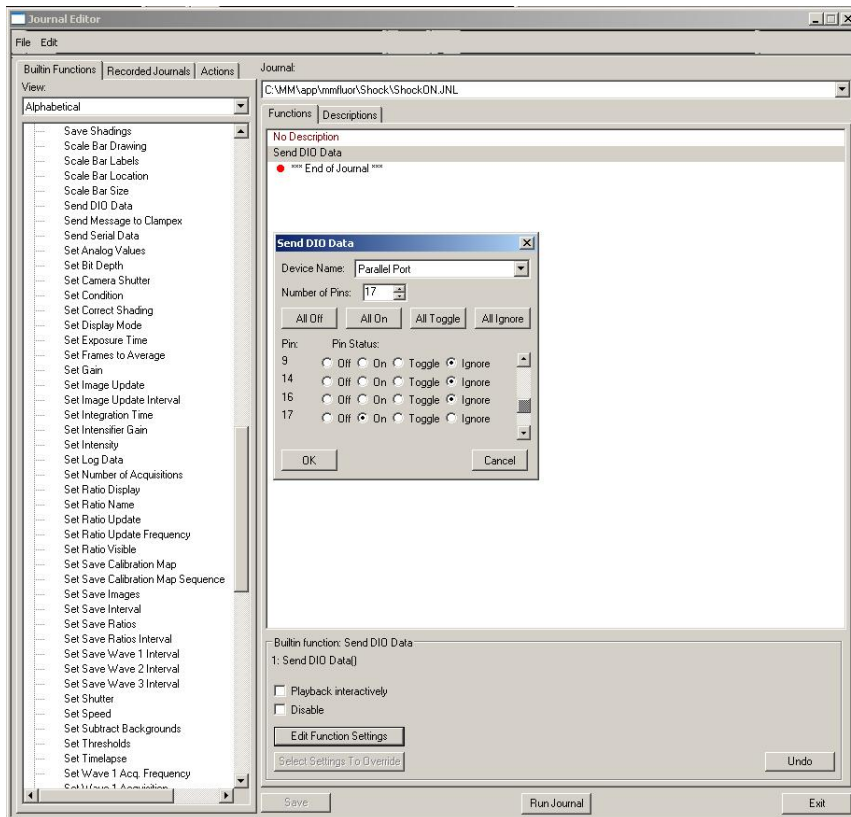 Journal Editor
File Edit
Builtin Functions Recorded Journals Actions
View:
Alphabetical
Save Shadings
Scale Bar Drawing
Scale Bar Labels
Scale Bar Location
Scale Bar Size
Send DIO Data
Send Message to Clampex
Send Serial Data
Set Analog Values
Set Bit Depth
Set Camera Shutter
Set Condition
Set Correct Shading
Set Display Mode
Set Exposure Time
Set Frames to Average
Set Gain
Set Image Update
Set Image Update Interval
Set Integration Time
Set Intensifier Gain
Set Intensity
Set Log Data
Set Number of Acquisitions
Set Ratio Display
Set Ratio Name
Set Ratio Update
Set Ratio Update Frequency
Set Ratio Visible
Set Save Calibration Map
Set Save Calibration Map Sequence
Set Save Images
Set Save Interval
Set Save Ratios
Set Save Ratios Interval
Set Save Wave 1 Interval
Set Save Wave 2 Interval
Set Save Wave 3 Interval
Set Shutter
Set Speed
Set Subtract Backgrounds
Set Thresholds
Set Timelapse
Set Wave 1 Acq. Frequency
Set Wave 1 Acquisition
Journal:
C:\MM\app\mmfluor\Shock\ShockON.JNL
Functions Descriptions
No Description
Send DIO Data
*** End of Journal ***
Send DIO Data
Device Name: Parallel Port
Number of Pins: 17
All Off All On All Toggle All Ignore
Pin: Pin Status:
9 Off On Toggle Ignore
14 Off On Toggle Ignore
16 Off On Toggle Ignore
17 Off On Toggle Ignore
OK Cancel
Builtin function: Send DIO Data
1: Send DIO Data()
Playback interactively
Disable
Edit Function Settings
Select Settings To Override
Undo
Save Run Journal Exit